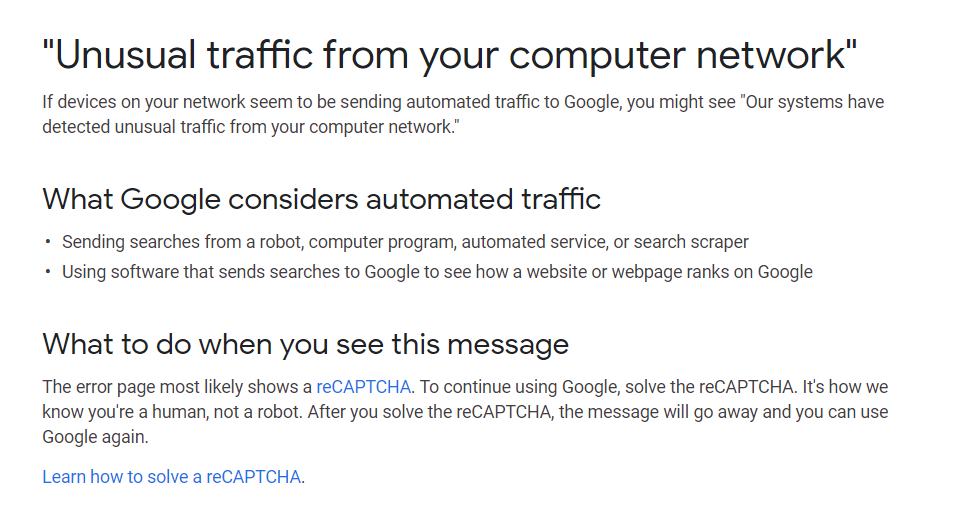 "Unusual traffic from your computer network"
If devices on your network seem to be sending automated traffic to Google, you might see "Our systems have
detected unusual traffic from your computer network."
What Google considers automated traffic
• Sending searches from a robot, computer program, automated service, or search scraper
• Using software that sends searches to Google to see how a website or webpage ranks on Google
What to do when you see this message
The error page most likely shows a reCAPTCHA. To continue using Google, solve the reCAPTCHA. It's how we
know you're a human, not a robot. After you solve the reCAPTCHA, the message will go away and you can use
Google again.
Learn how to solve a reCAPTCHA.